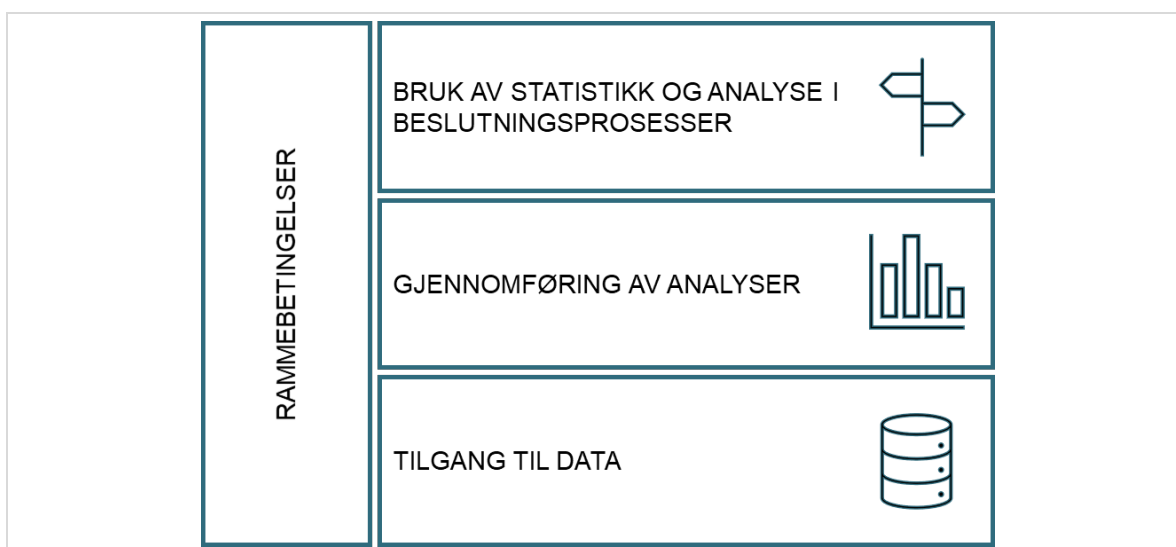 RAMMEBETINGELSER
BRUK AV STATISTIKK OG ANALYSE I
BESLUTNINGSPROSESSER
GJENNOMFØRING AV ANALYSER
TILGANG TIL DATA